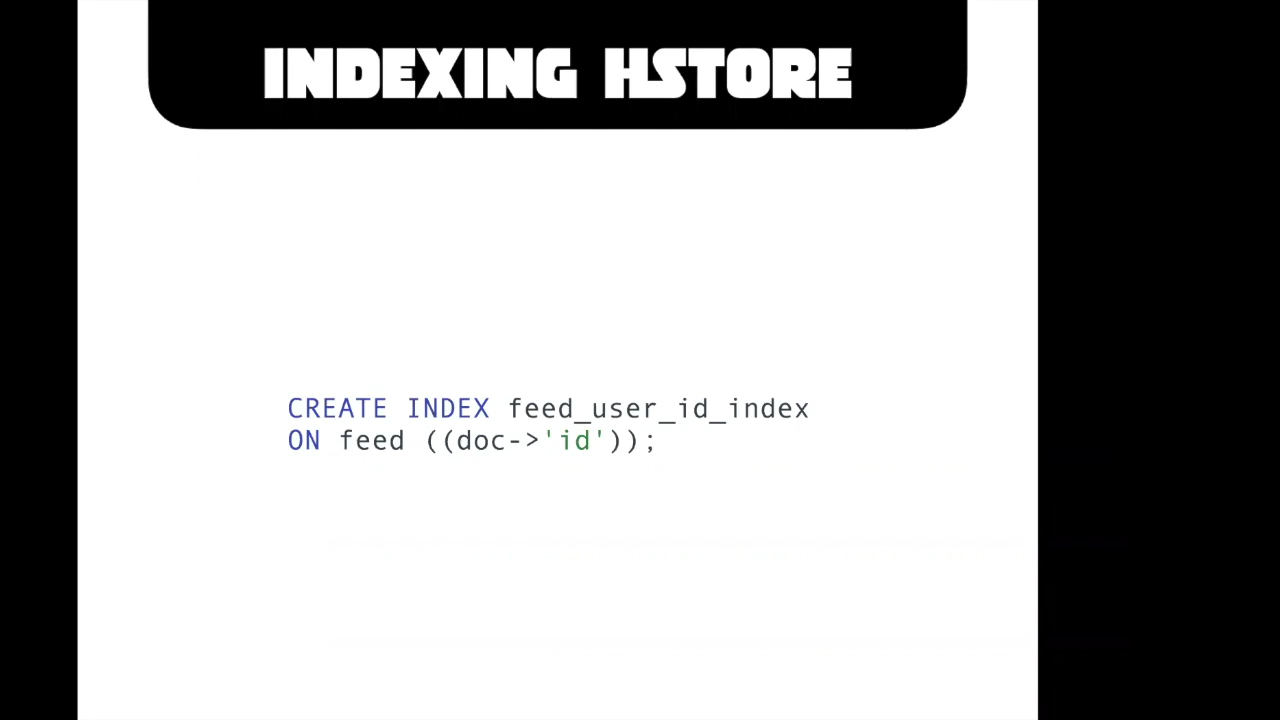 INDEXING HSTORE
CREATE INDEX feed_user_id_index
ON feed ((doc->'id'));